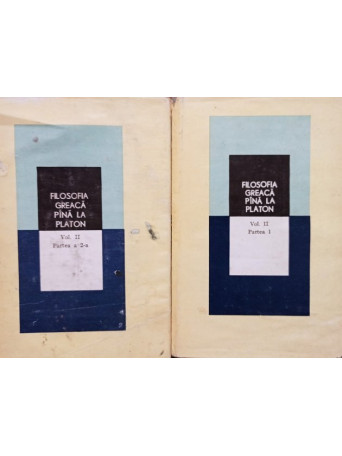 FILOSOFIA
GREACĂ
PÎNĂ LA
PLATON
Vol. II
Partea a 2-a
FILOSOFIA
GREACĂ
PÎNĂ LA
PLATON
Vol. II
Partea I